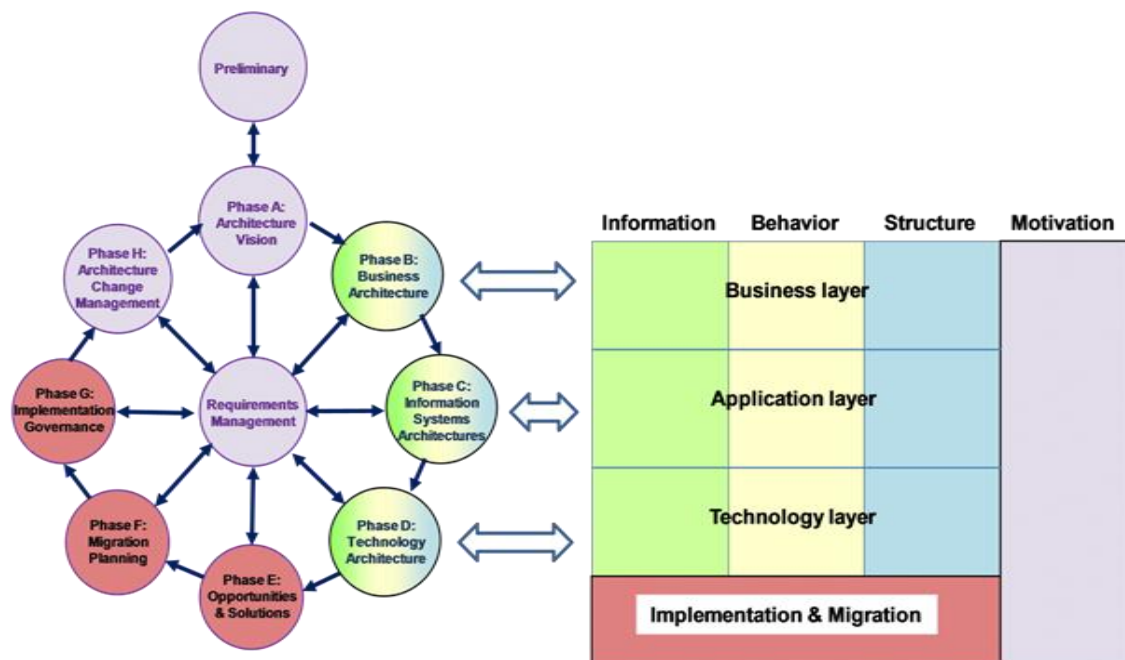 Preliminary
Phase A:
Architecture
Vision
Phase H:
Architecture
Change
Management
Phase B:
Business
Architecture
Phase G:
Implementation
Governance
Requirements
Management
Phase C:
Information
Systems
Architectures
Phase F:
Migration
Planning
Phase D:
Technology
Architecture
Phase E:
Opportunities
& Solutions
Information Behavior Structure Motivation
Business layer
Application layer
Technology layer
Implementation & Migration